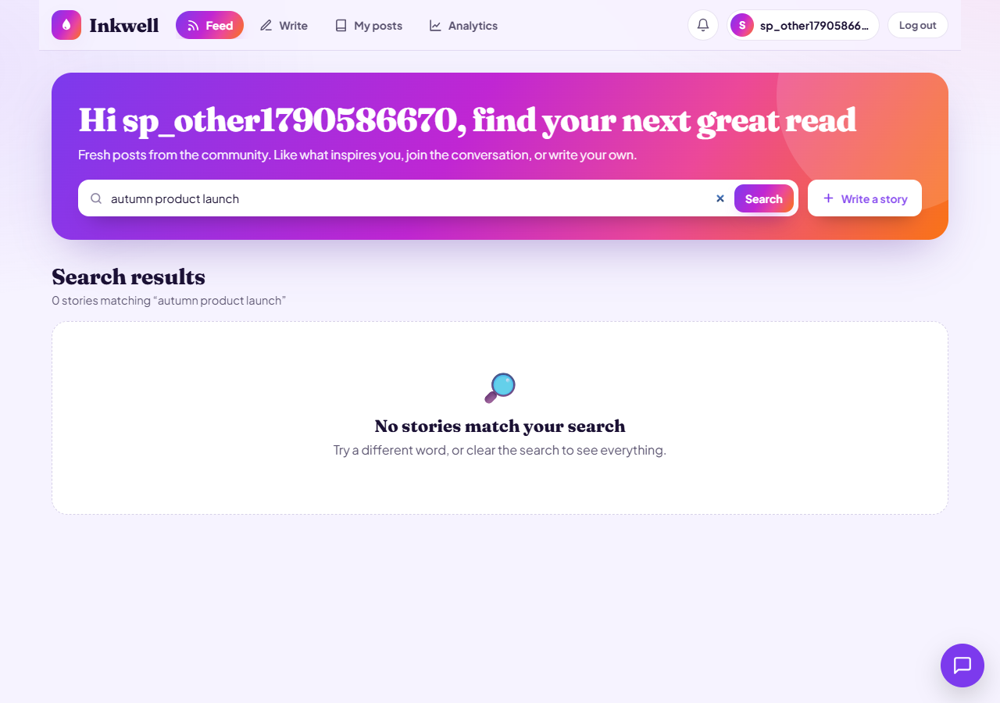 Inkwell
Feed
Write
My posts
Analytics
S
sp_other17905866…
Log out
Hi sp_other1790586670, find your next great read
Fresh posts from the community. Like what inspires you, join the conversation, or write your own.
autumn product launch
Search
Write a story
Search results
0 stories matching “autumn product launch”
No stories match your search
Try a different word, or clear the search to see everything.